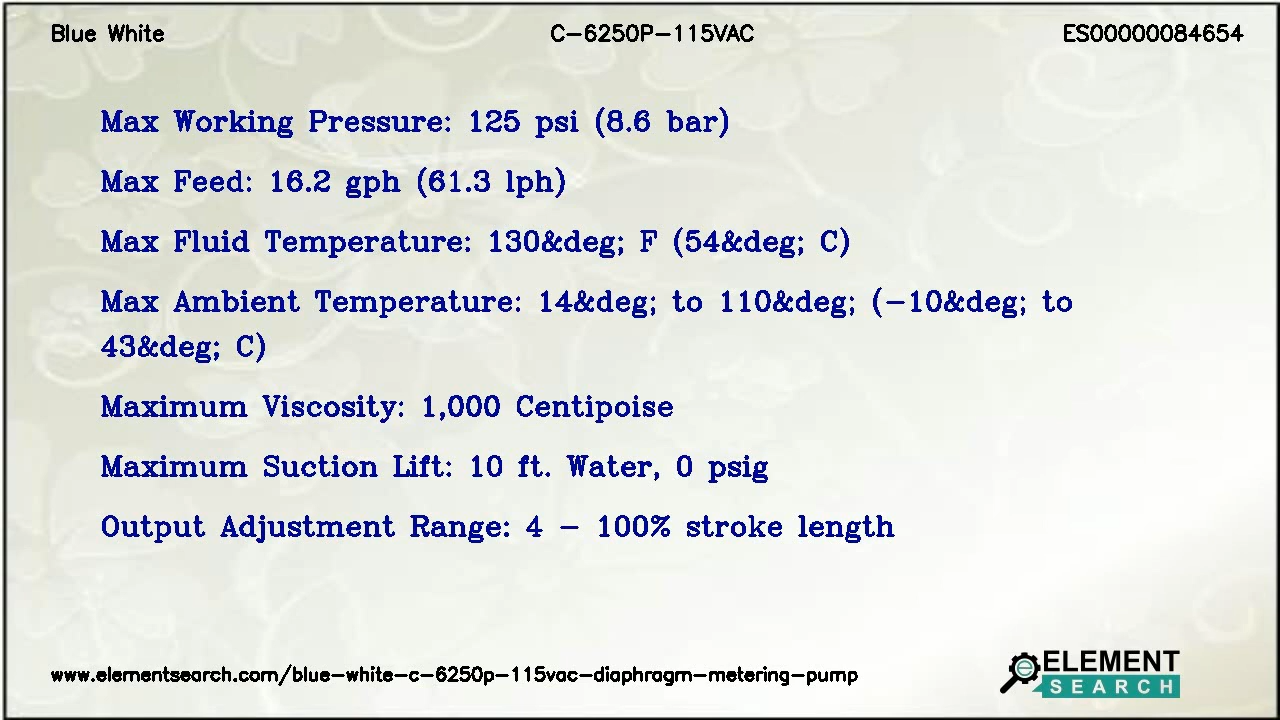 Blue White C-6250P-115VAC ES00000084654
Max Working Pressure: 125 psi (8.6 bar)
Max Feed: 16.2 gph (61.3 lph)
Max Fluid Temperature: 130&deg; F (54&deg; C)
Max Ambient Temperature: 14&deg; to 110&deg; (-10&deg; to
43&deg; C)
Maximum Viscosity: 1,000 Centipoise
Maximum Suction Lift: 10 ft. Water, 0 psig
Output Adjustment Range: 4 - 100% stroke length
www.elementsearch.com/blue-white-c-6250p-115vac-diaphragm-metering-pump
ELEMENT
SEARCH